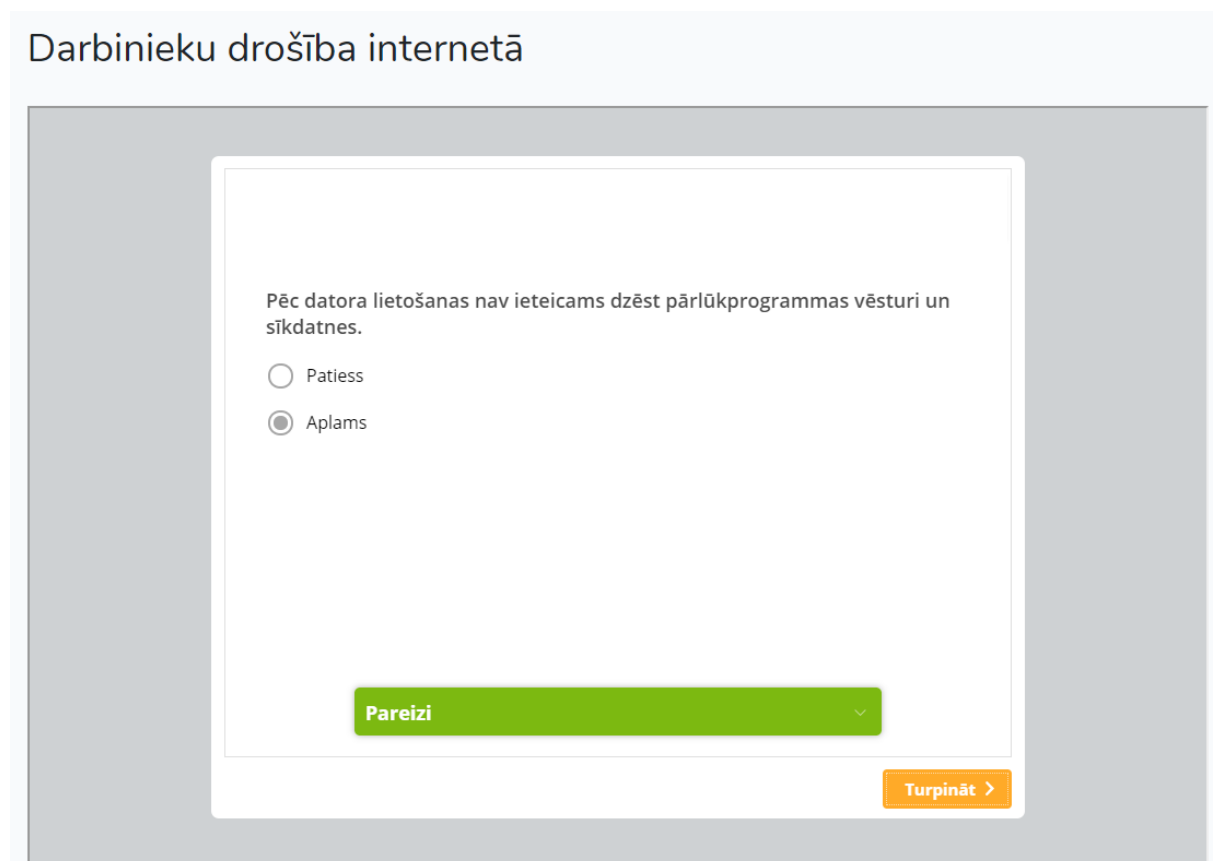 Darbinieku drošība internetā
Pēc datora lietošanas nav ieteicams dzēst pārlūkprogrammas vēsturi un
sīkdatnes.
Patiess
Aplams
Pareizi
Turpināt